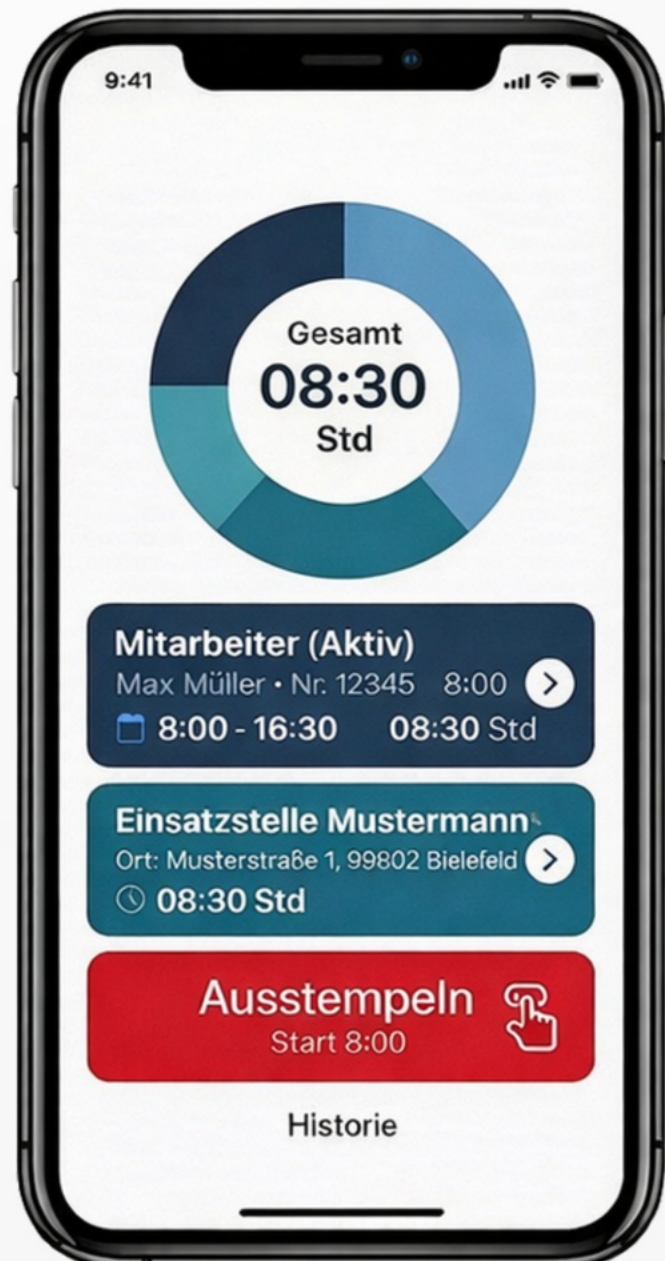 9:41
Gesamt
08:30
Std
Mitarbeiter (Aktiv)
Max Müller • Nr. 12345 8:00
8:00 - 16:30 08:30 Std
Einsatzstelle Mustermann
Ort: Musterstraße 1, 99802 Bielefeld
08:30 Std
Ausstempeln
Start 8:00
Historie